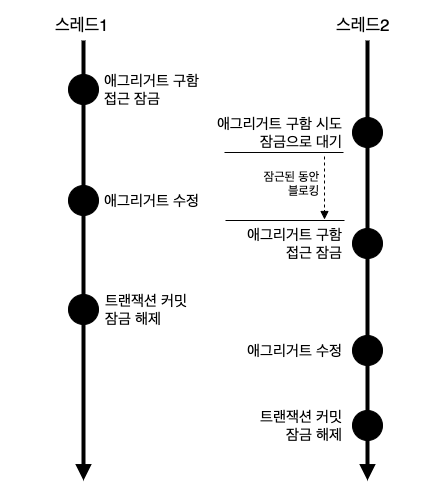 스레드1
스레드2
애그리거트 구함
접근 잠금
애그리거트 구함 시도
잠금으로 대기
잠근된 동안
블로킹
애그리거트 수정
애그리거트 구함
접근 잠금
트랜잭션 커밋
잠금 해제
애그리거트 수정
트랜잭션 커밋
잠금 해제